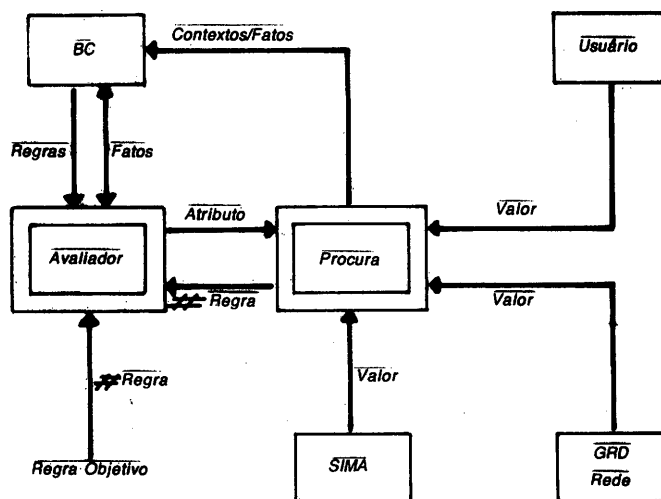 BC
Contextos/Fatos
Usuário
Regras
Fatos
Atributo
Valor
Avaliador
Procura
Regra
Valor
Regra
Valor
Regra Objetivo
SIMA
GRD
Rede